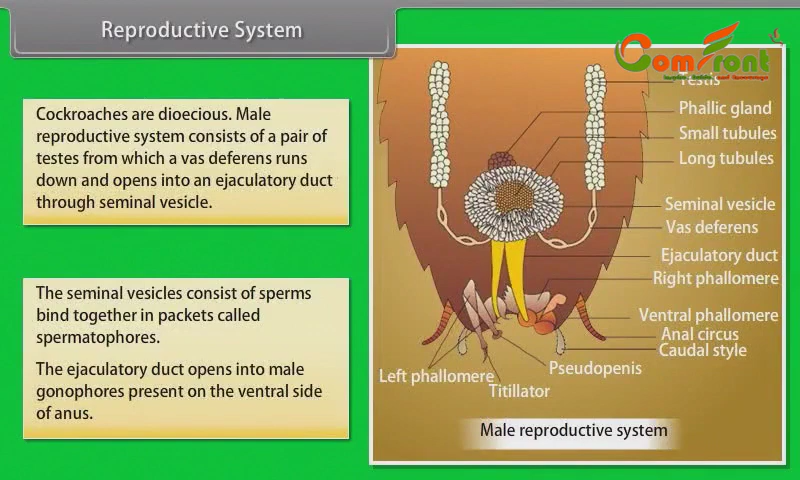 Reproductive System
ComFront
Cockroaches are dioecious. Male
reproductive system consists of a pair of
testes from which a vas deferens runs
down and opens into an ejaculatory duct
through seminal vesicle.
The seminal vesicles consist of sperms
bind together in packets called
spermatophores.
The ejaculatory duct opens into male
gonophores present on the ventral side
of anus.
Testis
Phallic gland
Small tubules
Long tubules
Seminal vesicle
Vas deferens
Ejaculatory duct
Right phallomere
Ventral phallomere
Anal circus
Caudal style
Pseudopenis
Left phallomere
Titillator
Male reproductive system